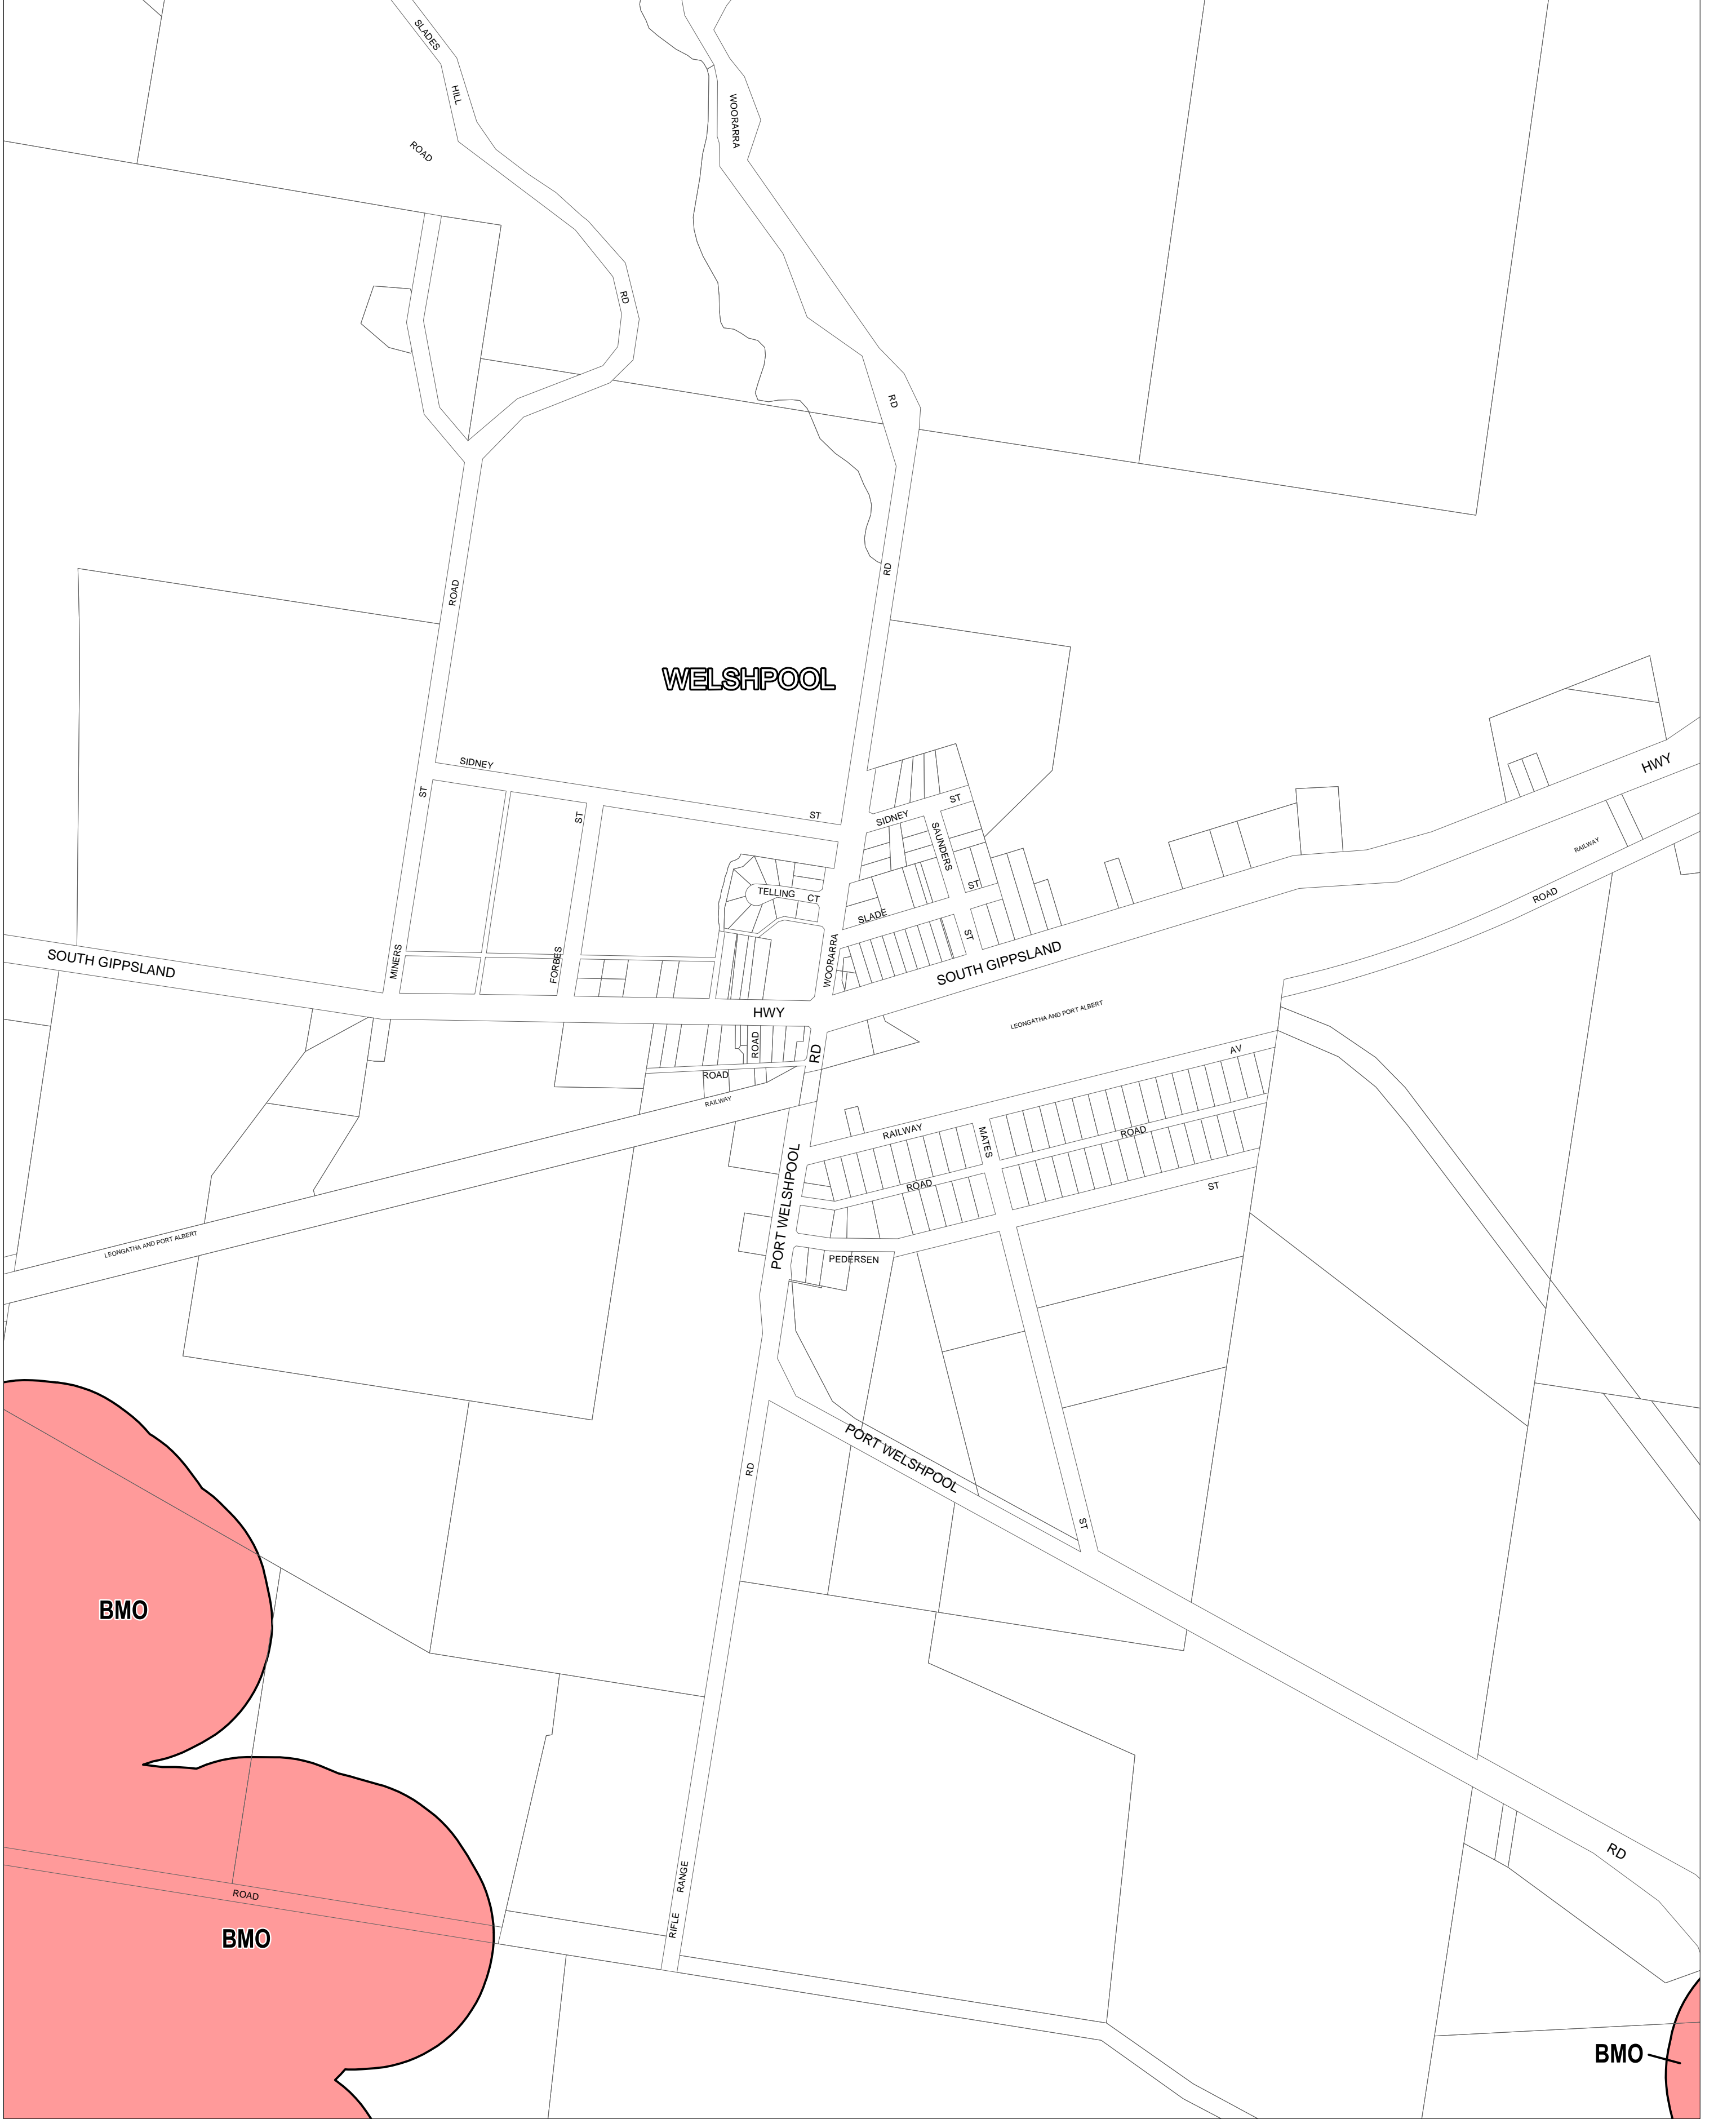 SLADES
HILL
ROAD
RD
WOORARRA
RD
RD
ROAD
WELSHPOOL
SIDNEY
ST
ST
ST
SIDNEY
ST
SAUNDERS
ST
TELLING CT
SLADE
ST
HWY
RAILWAY
ROAD
SOUTH GIPPSLAND
MINERS
FORBES
WOORARRA
SOUTH GIPPSLAND
HWY
LEONGATHA AND PORT ALBERT
ROAD
RD
ROAD
RAILWAY
AV
RAILWAY
MATES
ROAD
ROAD
ST
PORT WELSHPOOL
PEDERSEN
LEONGATHA AND PORT ALBERT
PORT WELSHPOOL
RD
ST
BMO
RD
RANGE
RIFLE
ROAD
BMO
BMO